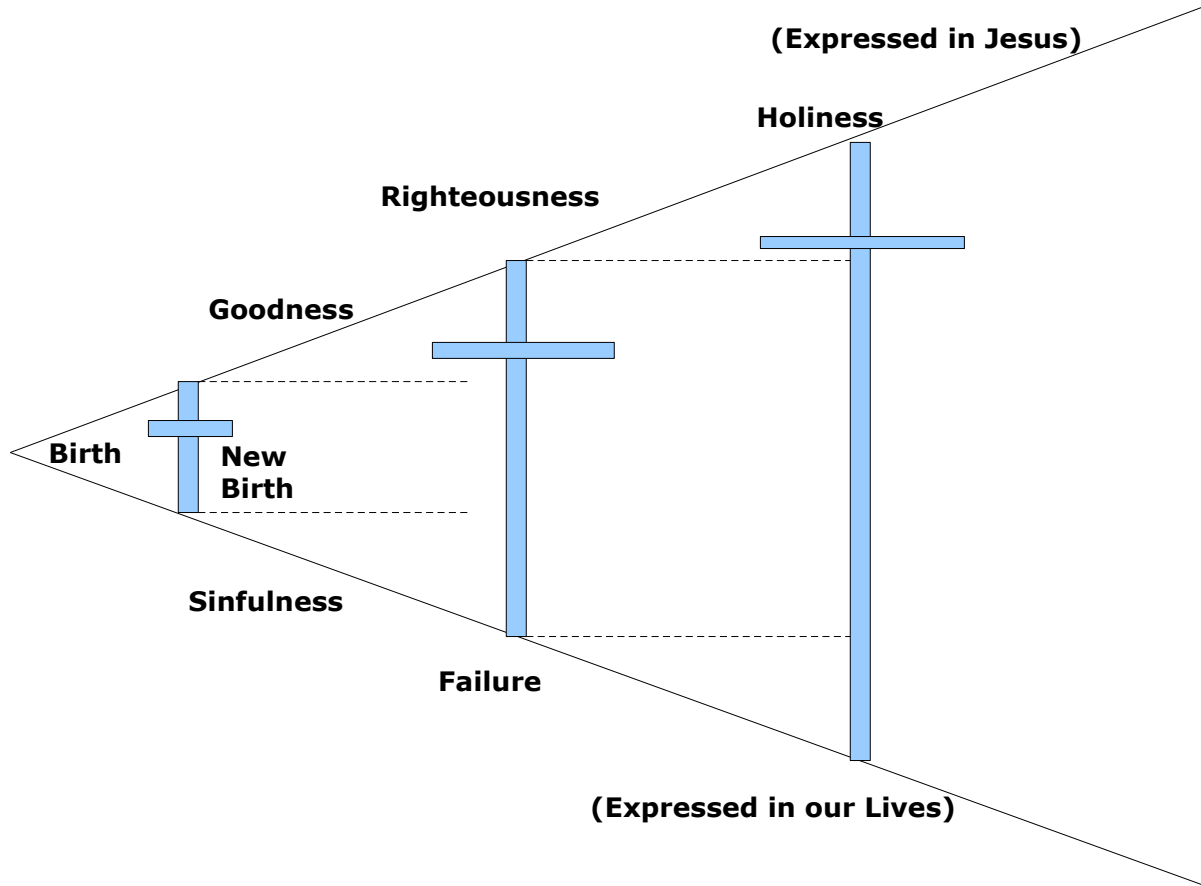 (Expressed in Jesus)
Holiness
Righteousness
Goodness
Birth
New
Birth
Sinfulness
Failure
(Expressed in our Lives)